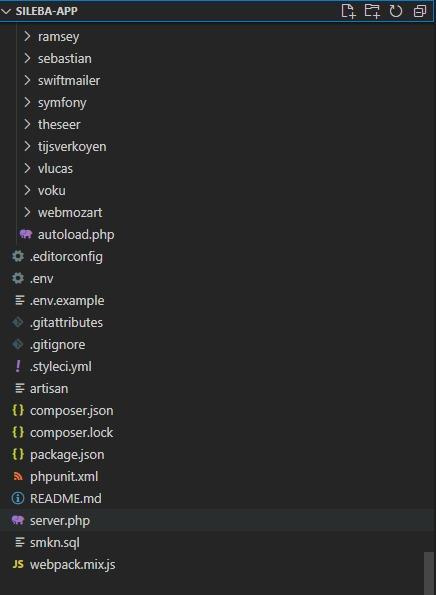 SILEBA-APP
ramsey
sebastian
swiftmailer
symfony
theseer
tijsverkoyen
vlucas
voku
webmozart
autoload.php
.editorconfig
.env
.env.example
.gitattributes
.gitignore
! .styleci.yml
artisan
{} composer.json
{} composer.lock
{} package.json
phpunit.xml
README.md
server.php
smkn.sql
JS webpack.mix.js